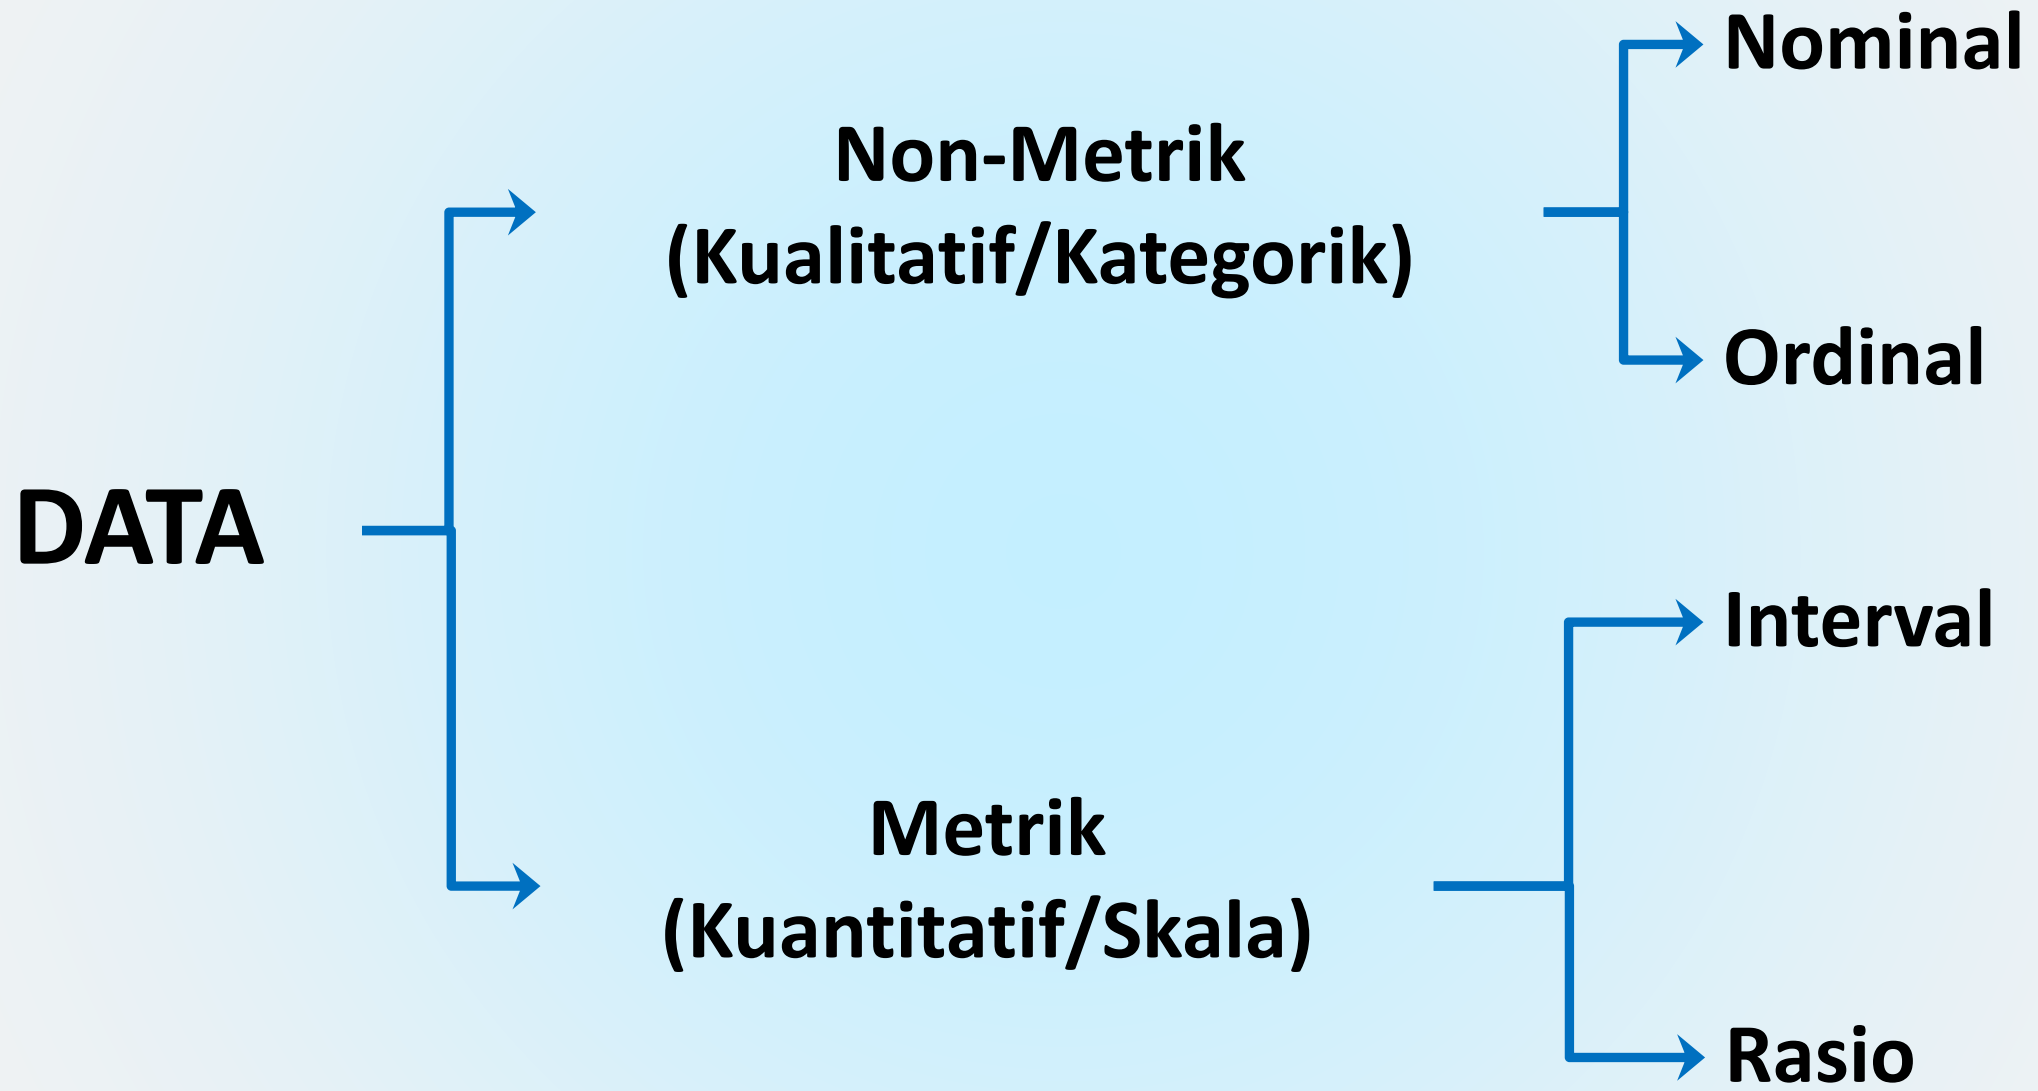 Nominal
Non-Metrik
(Kualitatif/Kategorik)
Ordinal
DATA
Interval
Metrik
(Kuantitatif/Skala)
Rasio